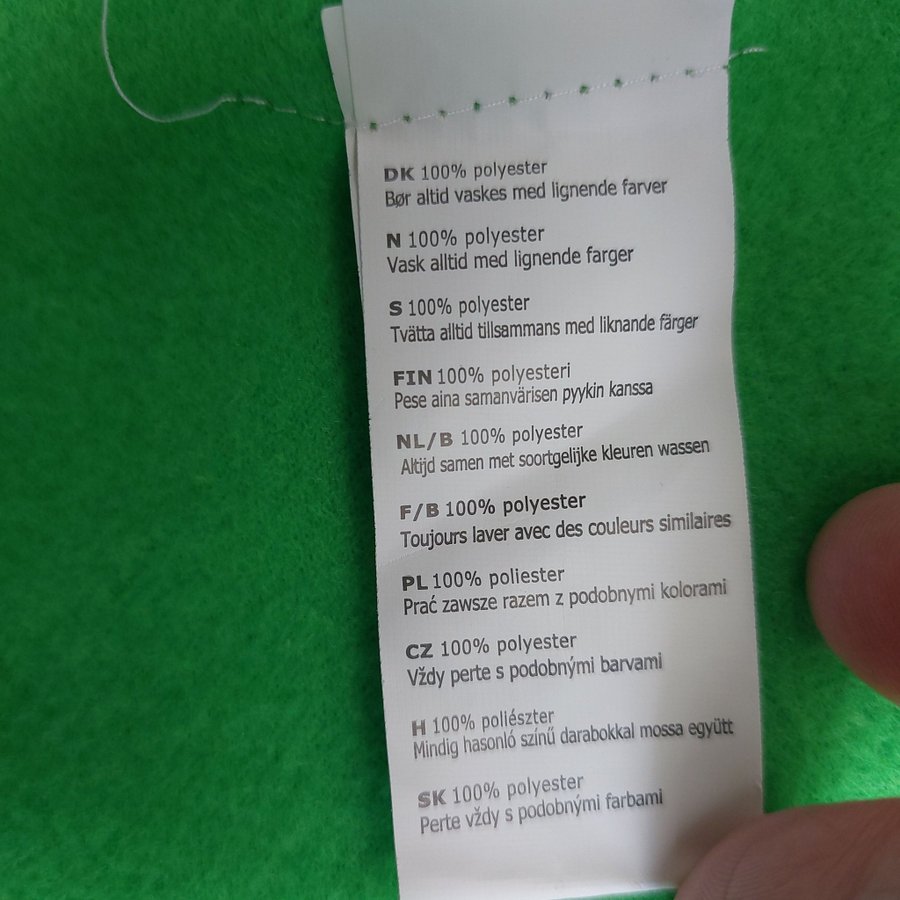 DK 100% polyester
Bør altid vaskes med lignende farver
N 100% polyester
Vask alltid med lignende farger
S 100% polyester
Tvätta alltid tillsammans med liknande färger
FIN 100% polyesteri
Pese aina samanvärisen pyykin kanssa
NL/B 100% polyester
Altijd samen met soortgelijke kleuren wassen
F/B 100% polyester
Toujours laver avec des couleurs similaires
PL 100% poliester
Prać zawsze razem z podobnymi kolorami
CZ 100% polyester
Vždy perte s podobnými barvami
H 100% poliészter
Mindig hasonló színű darabokkal mossa együtt
SK 100% polyester
Perte vždy s podobnými farbami